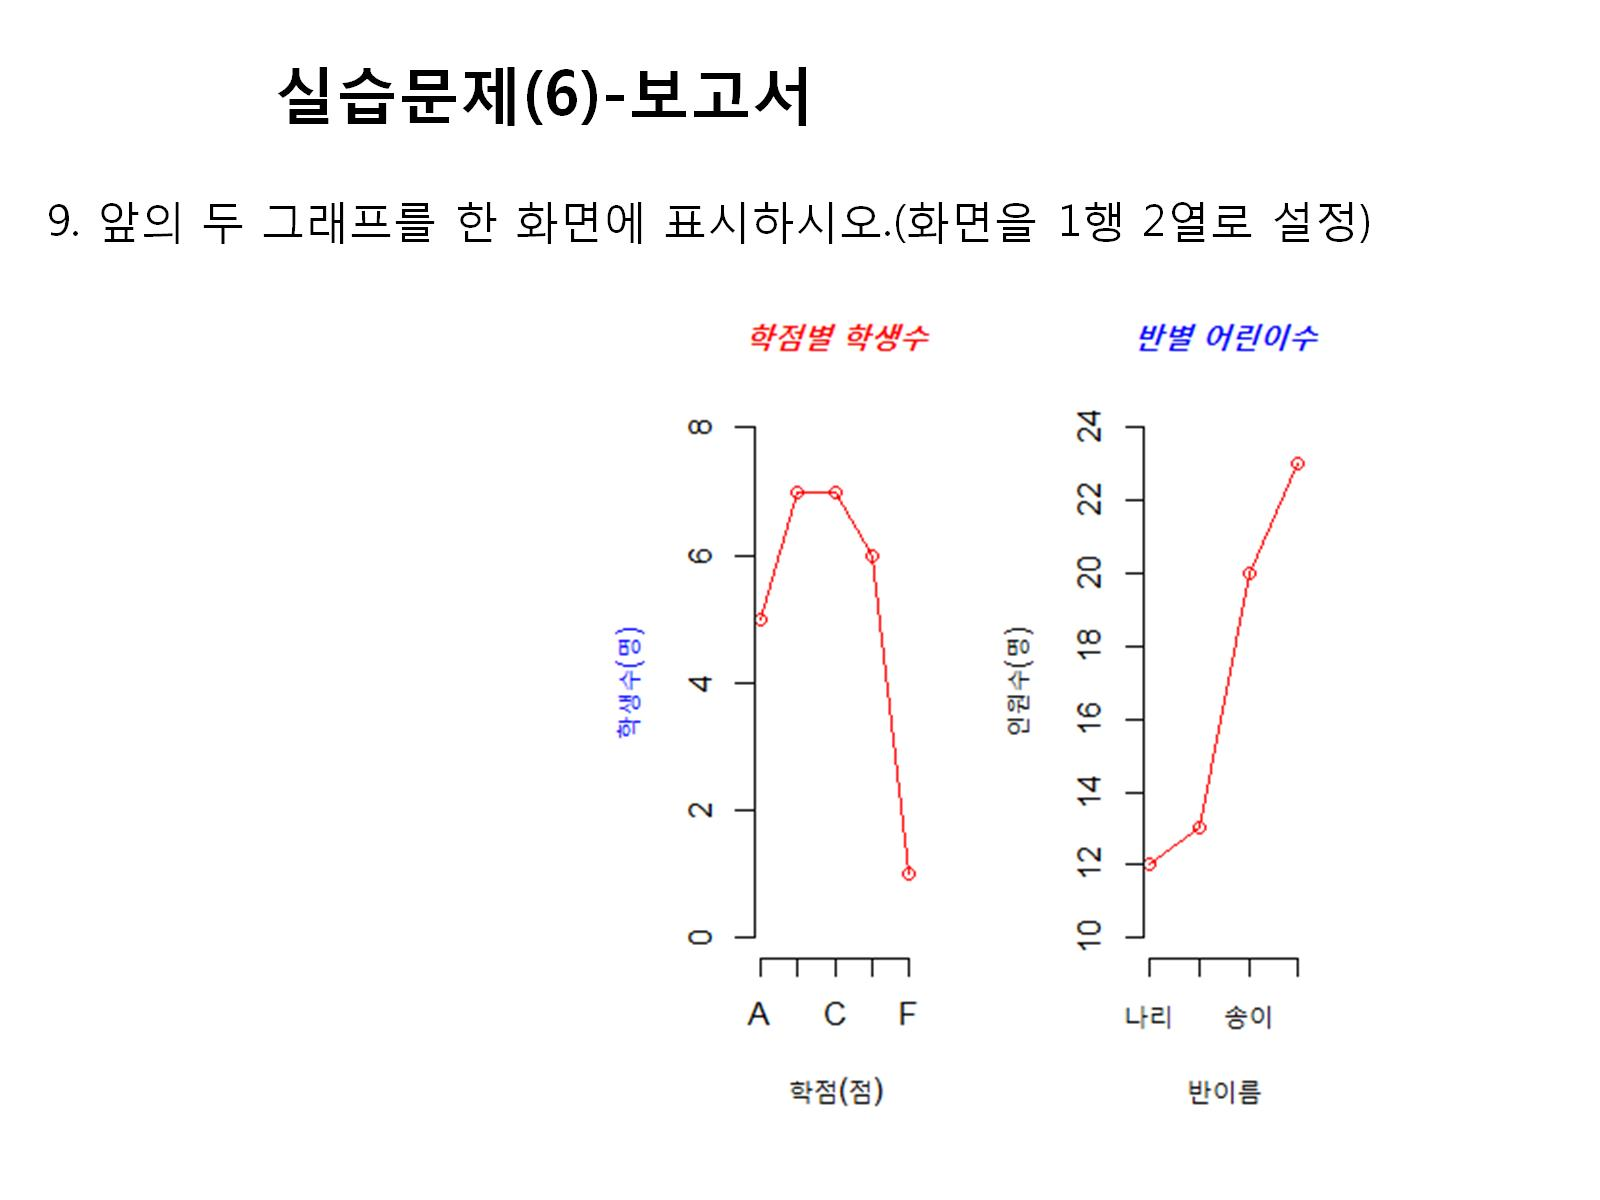 실습문제(6)-보고서
9. 앞의 두 그래프를 한 화면에 표시하시오.(화면을 1행 2열로 설정)
학점별 학생수
학생수(명)
8
6
4
2
0
A C F
학점(점)
반별 어린이수
인원수(명)
24
22
20
18
16
14
12
10
나리 송이
반이름